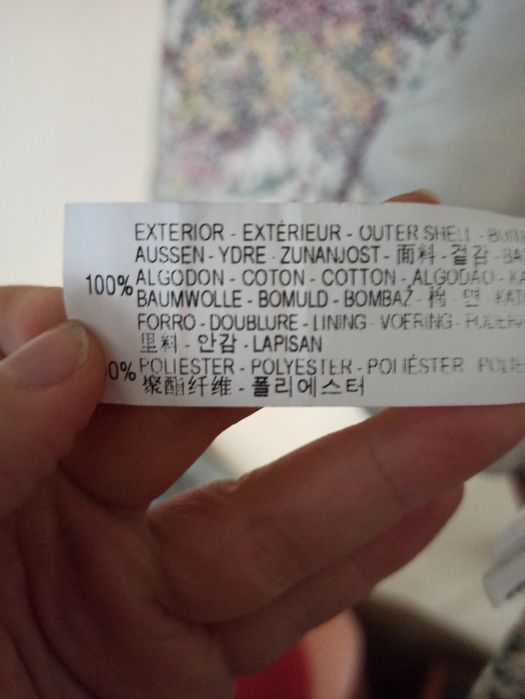 EXTERIOR - EXTÉRIEUR - OUTER SHELL -
AUSSEN - YDRE - ZUNANJOST - 面料 - 겉감 -
100% ALGODON - COTON - COTTON - ALGODÃO -
BAUMWOLLE - BOMULD - BOMBAŽ - 棉 - 면 -
FORRO - DOUBLURE - LINING - VOERING -
里料 - 안감 - LAPISAN
0% POLIESTER - POLYESTER - POLIÉSTER
聚酯纤维 - 폴리에스터